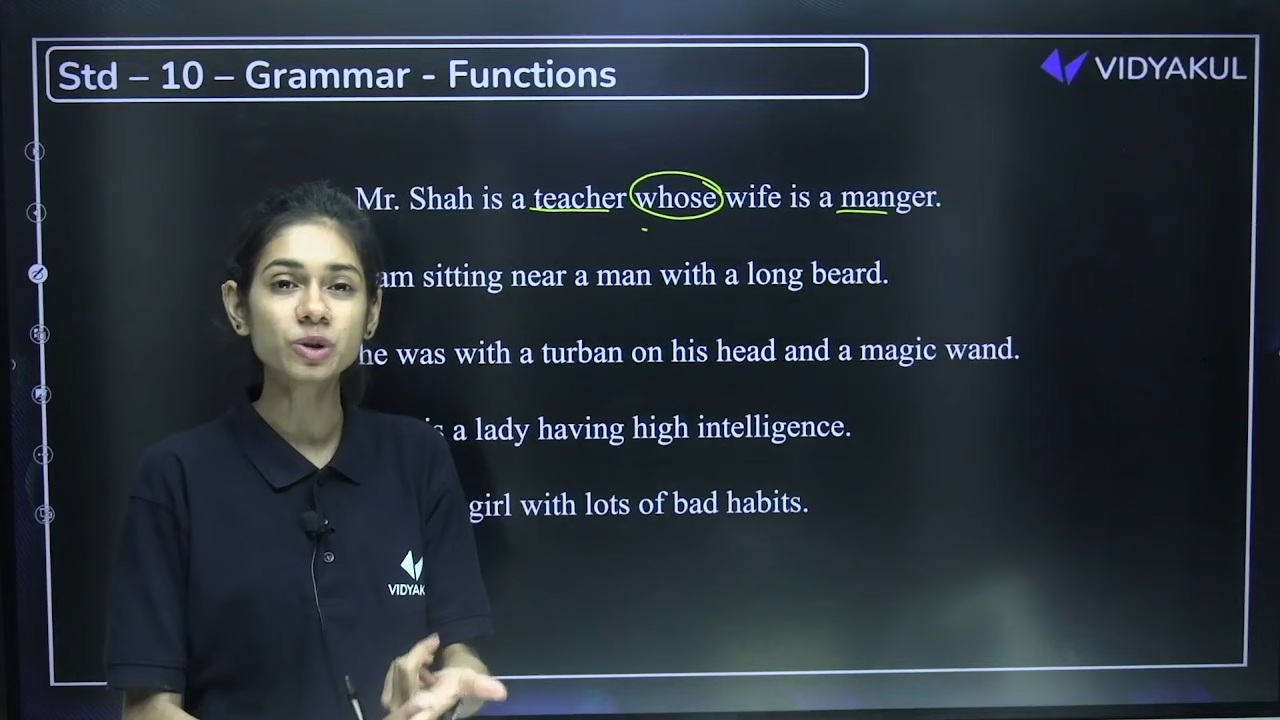 Std – 10 – Grammar - Functions
VIDYAKUL
Mr. Shah is a teacher whose wife is a manger.
am sitting near a man with a long beard.
he was with a turban on his head and a magic wand.
is a lady having high intelligence.
girl with lots of bad habits.
VIDYAK